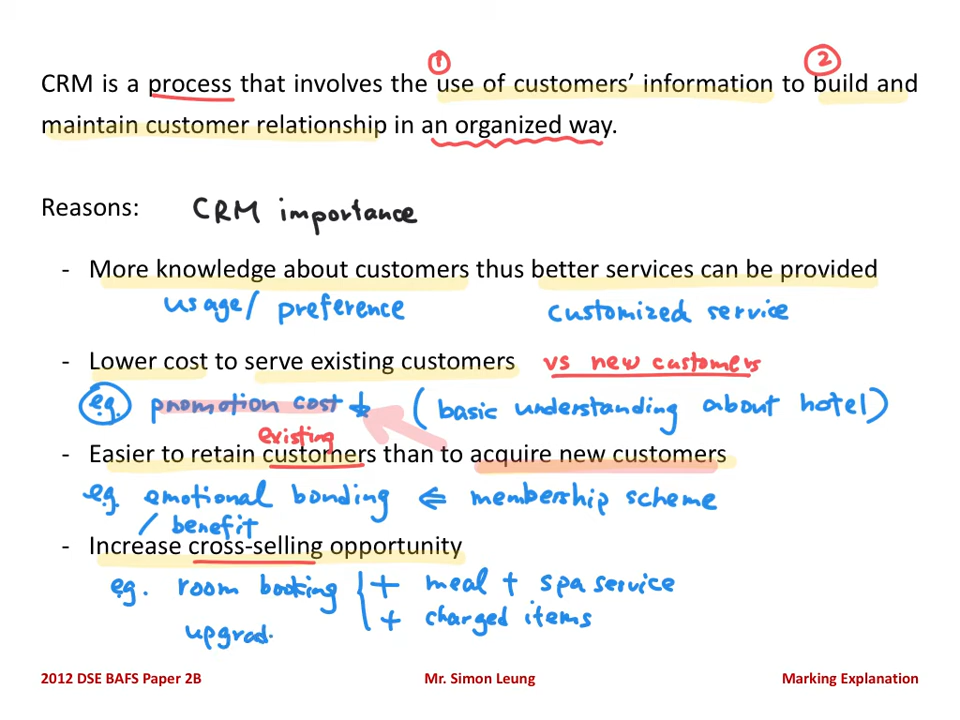 CRM is a process that involves the use of customers' information to build and
① ②
maintain customer relationship in an organized way.
Reasons: CRM importance
- More knowledge about customers thus better services can be provided
usage/ preference customized service
- Lower cost to serve existing customers vs new customers
e.g. promotion cost ↓ (basic understanding about hotel)
existing
- Easier to retain customers than to acquire new customers
e.g. emotional bonding ⇐ membership scheme
/ benefit
- Increase cross-selling opportunity
e.g. room booking + meal + spa service
+ charged items
upgrad.
2012 DSE BAFS Paper 2B Mr. Simon Leung Marking Explanation